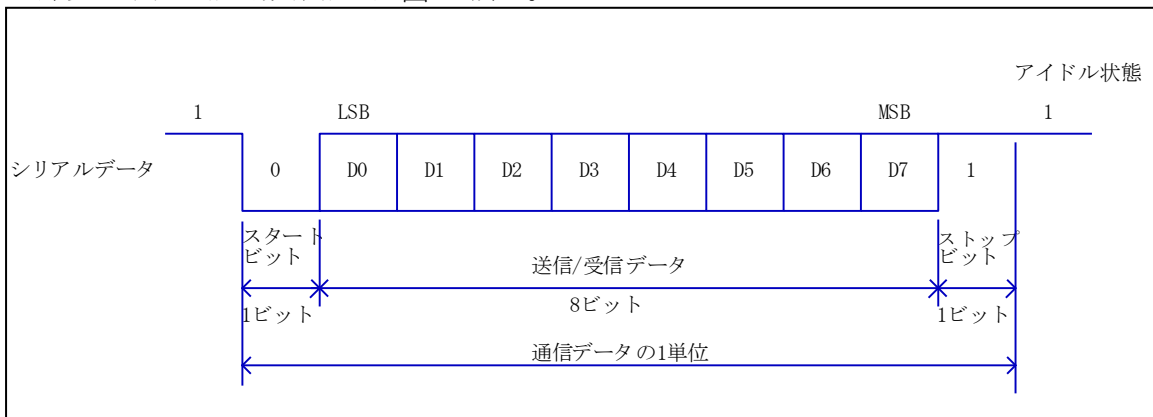 アイドル状態
1 LSB MSB 1
シリアルデータ 0 D0 D1 D2 D3 D4 D5 D6 D7 1
スタート
ビット
送信/受信データ
ストップ
ビット
1ビット 8ビット 1ビット
通信データの1単位